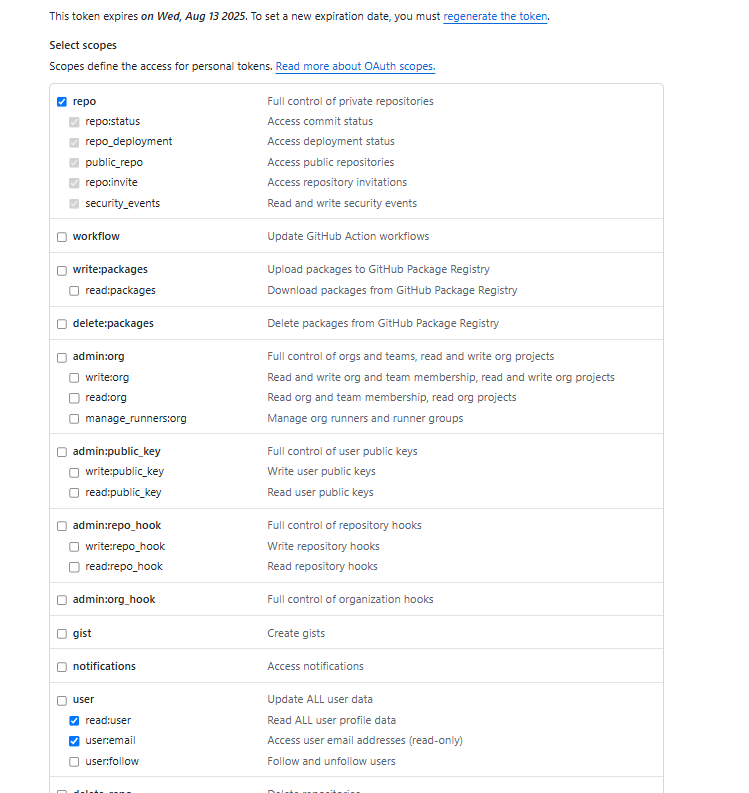 This token expires on Wed, Aug 13 2025. To set a new expiration date, you must regenerate the token.
Select scopes
Scopes define the access for personal tokens. Read more about OAuth scopes.
repo Full control of private repositories
repo:status Access commit status
repo_deployment Access deployment status
public_repo Access public repositories
repo:invite Access repository invitations
security_events Read and write security events
workflow Update GitHub Action workflows
write:packages Upload packages to GitHub Package Registry
read:packages Download packages from GitHub Package Registry
delete:packages Delete packages from GitHub Package Registry
admin:org Full control of orgs and teams, read and write org projects
write:org Read and write org and team membership, read and write org projects
read:org Read org and team membership, read org projects
manage_runners:org Manage org runners and runner groups
admin:public_key Full control of user public keys
write:public_key Write user public keys
read:public_key Read user public keys
admin:repo_hook Full control of repository hooks
write:repo_hook Write repository hooks
read:repo_hook Read repository hooks
admin:org_hook Full control of organization hooks
gist Create gists
notifications Access notifications
user Update ALL user data
read:user Read ALL user profile data
user:email Access user email addresses (read-only)
user:follow Follow and unfollow users
delete_repo Delete repositories